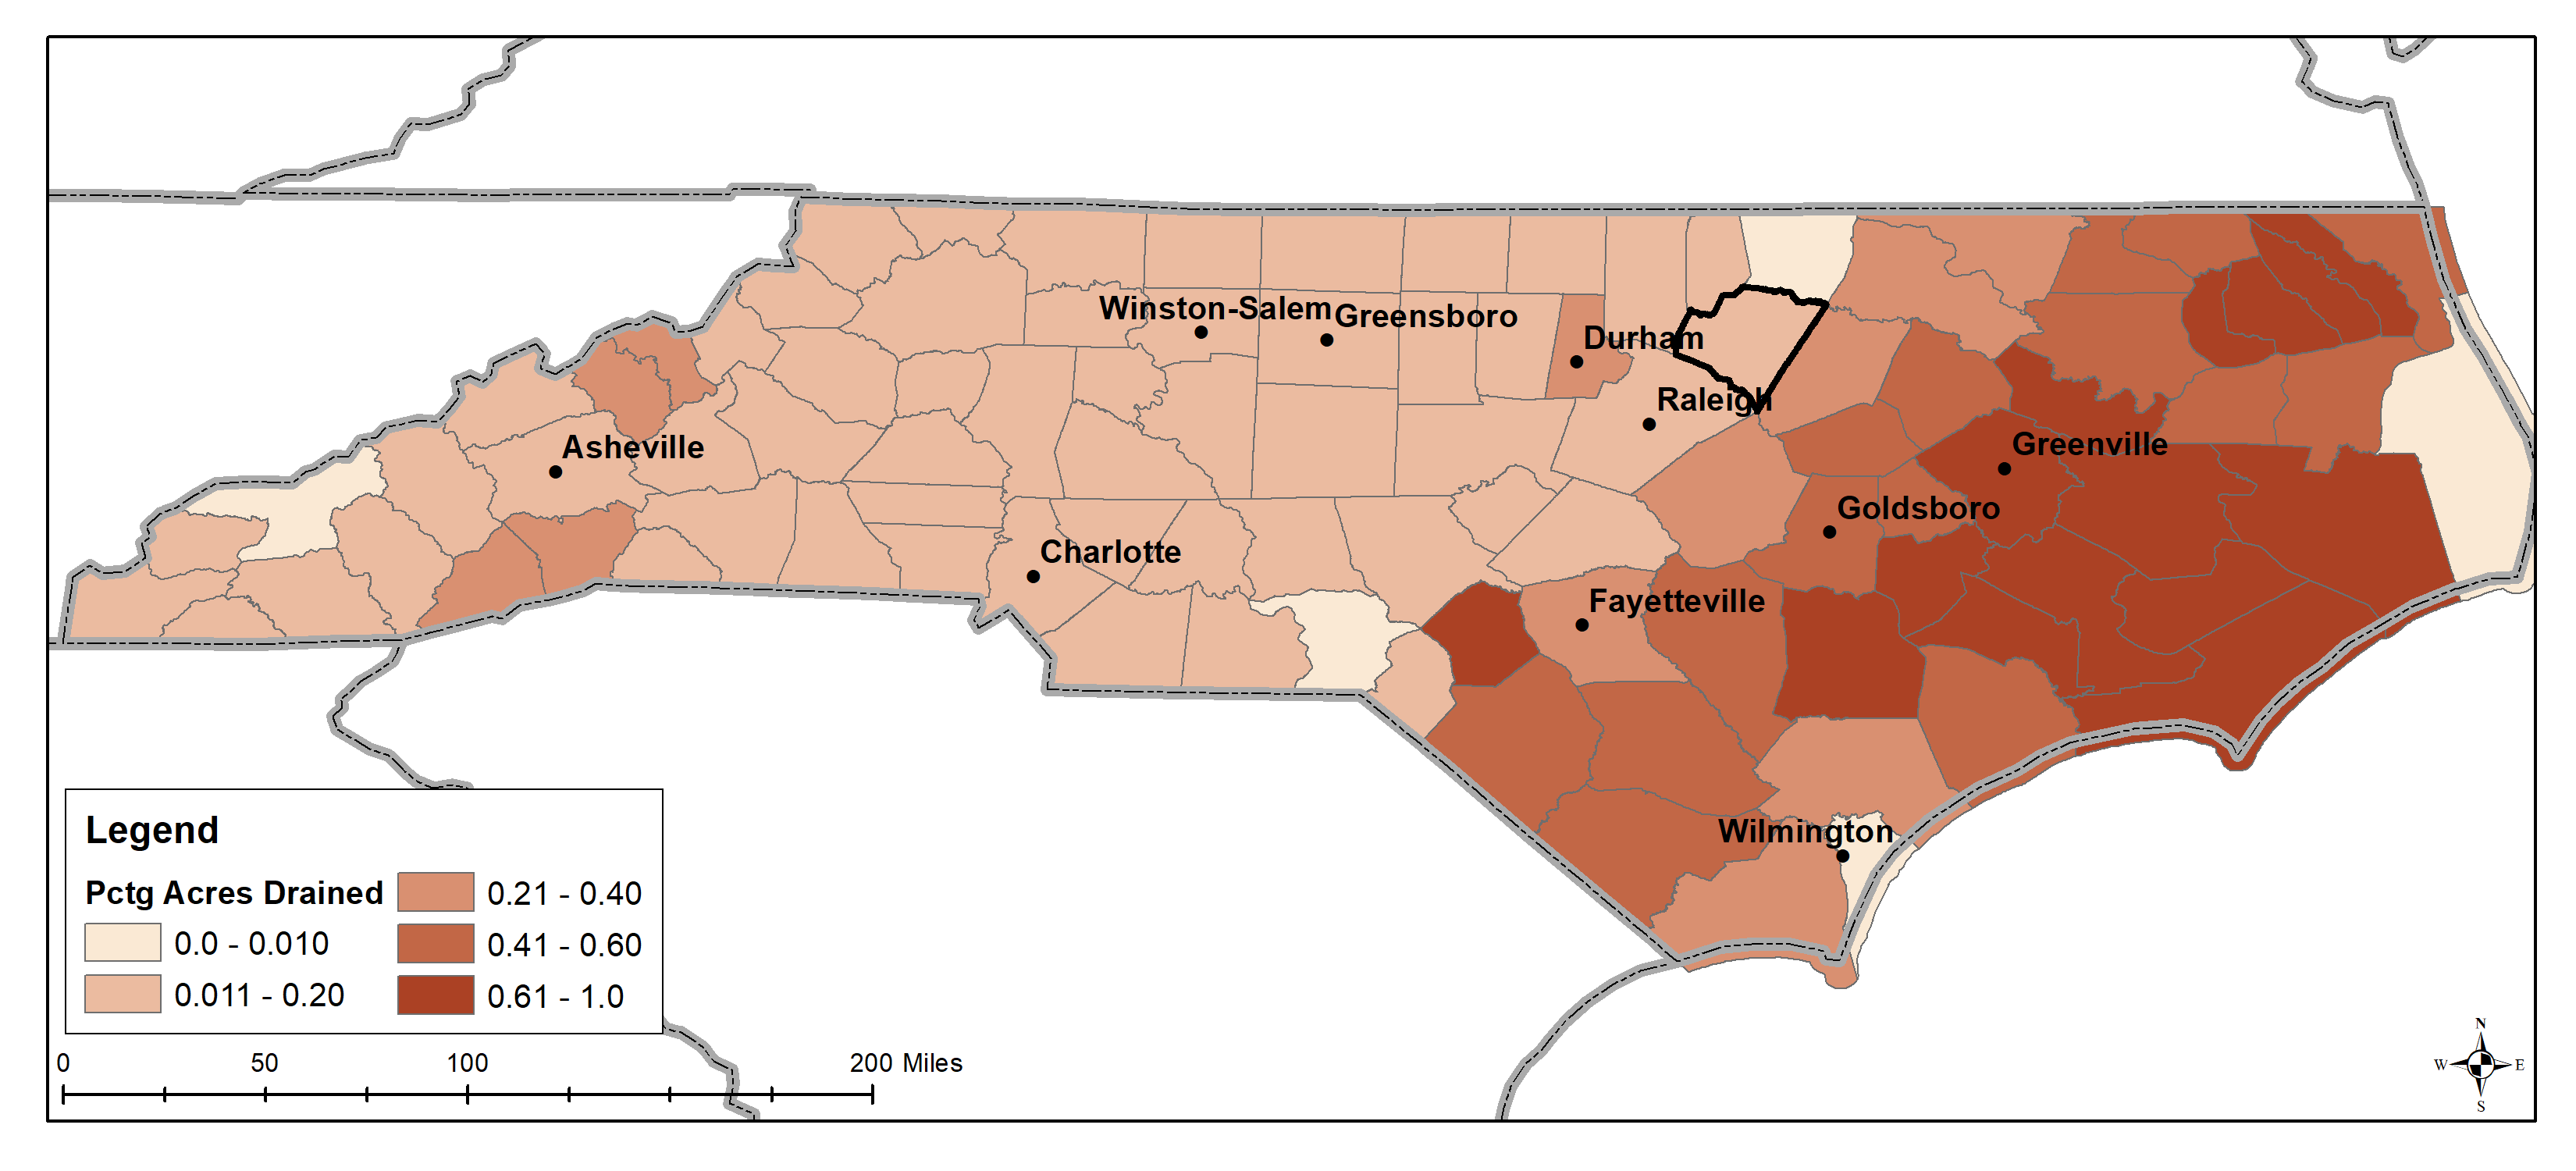 Winston-Salem
Greensboro
Durham
Raleigh
Asheville
Greenville
Goldsboro
Charlotte
Fayetteville
Wilmington
Legend
Pctg Acres Drained
0.0 - 0.010
0.011 - 0.20
0.21 - 0.40
0.41 - 0.60
0.61 - 1.0
0 50 100 200 Miles
N
W E
S